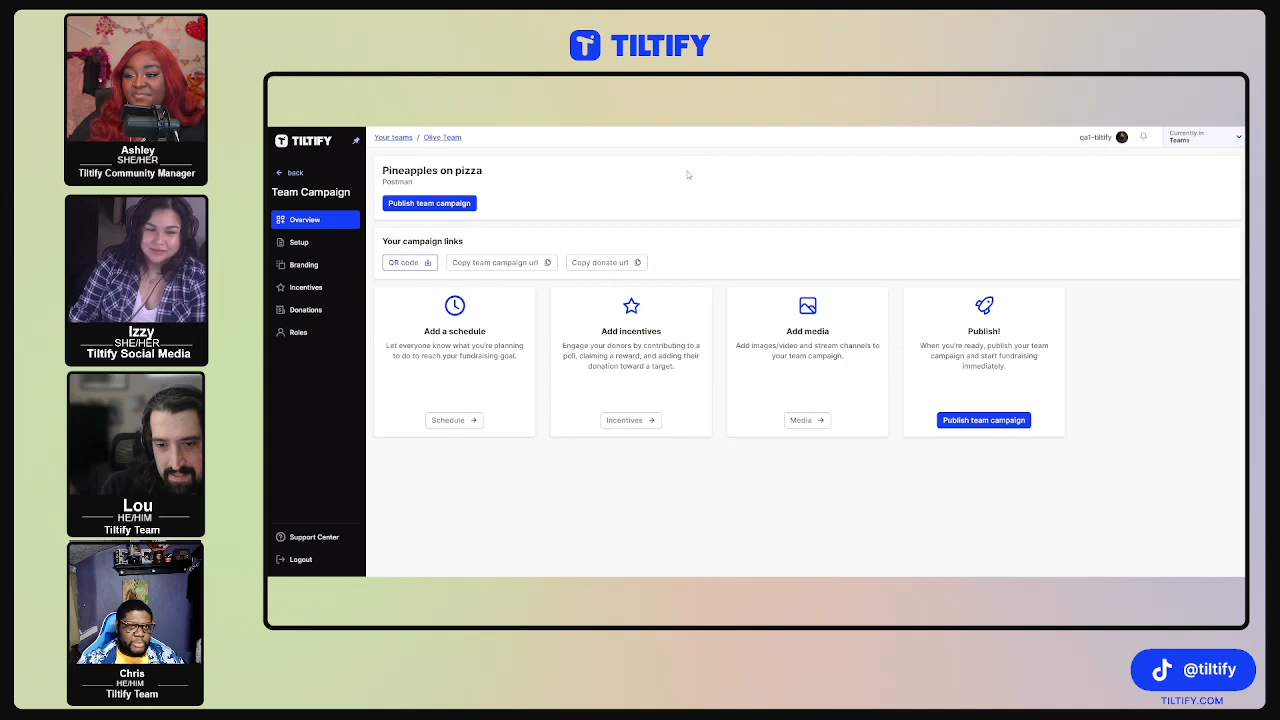 TILTIFY
Ashley
SHE/HER
Tiltify Community Manager
Izzy
SHE/HER
Tiltify Social Media
Lou
HE/HIM
Tiltify Team
Chris
HE/HIM
Tiltify Team
TILTIFY
back
Team Campaign
Overview
Setup
Branding
Incentives
Donations
Roles
Support Center
Logout
Your teams / Olive Team
qa1-tiltify
Currently in
Teams
Pineapples on pizza
Postman
Publish team campaign
Your campaign links
QR code
Copy team campaign url
Copy donate url
Add a schedule
Let everyone know what you're planning
to do to reach your fundraising goal.
Schedule
Add incentives
Engage your donors by contributing to a
poll, claiming a reward, and adding their
donation toward a target.
Incentives
Add media
Add images/video and stream channels to
your team campaign.
Media
Publish!
When you're ready, publish your team
campaign and start fundraising
immediately.
Publish team campaign
@tiltify
TILTIFY.COM